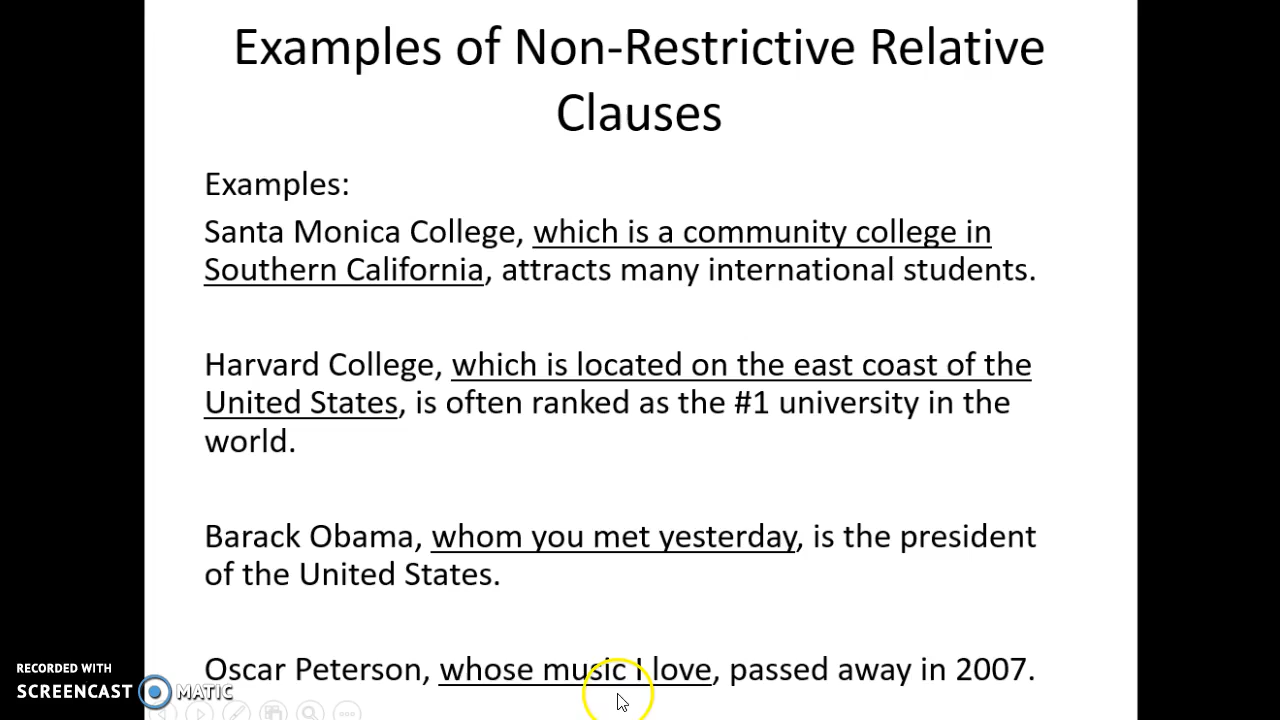 Examples of Non-Restrictive Relative
Clauses
Examples:
Santa Monica College, which is a community college in
Southern California, attracts many international students.
Harvard College, which is located on the east coast of the
United States, is often ranked as the #1 university in the
world.
Barack Obama, whom you met yesterday, is the president
of the United States.
Oscar Peterson, whose music I love, passed away in 2007.
RECORDED WITH
SCREENCAST MATIC